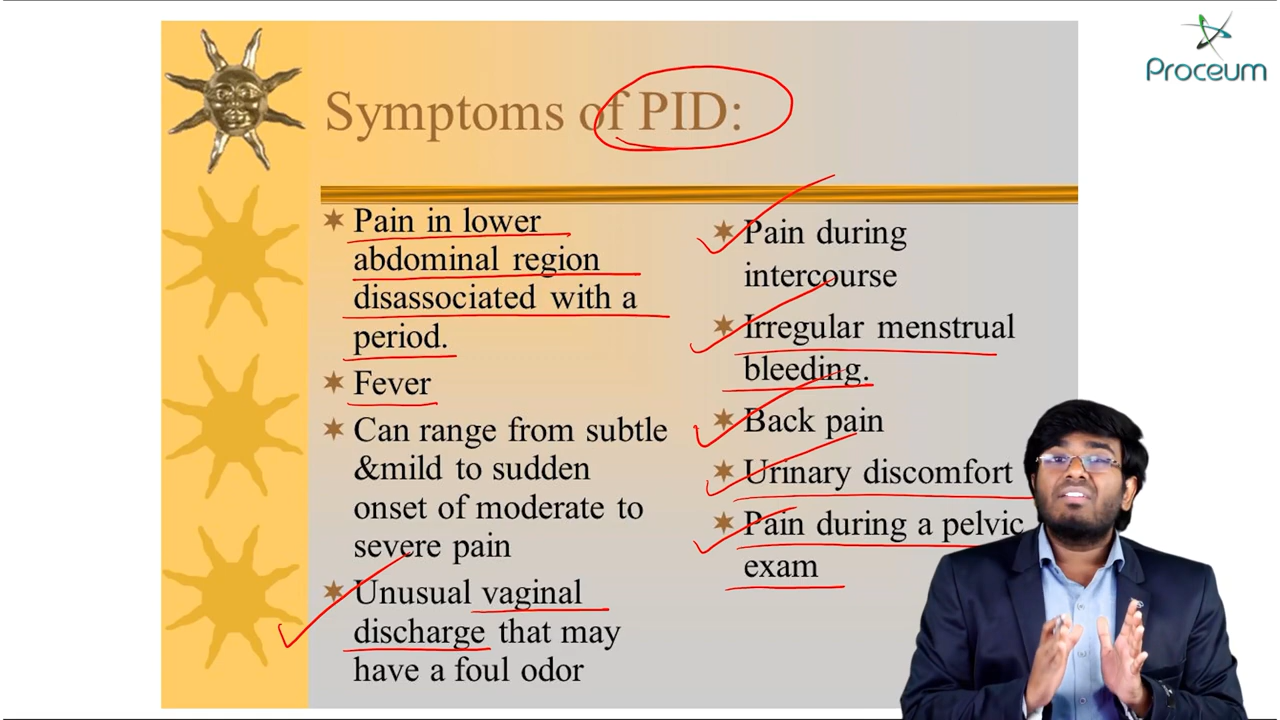 Proceum
Symptoms of PID:
Pain in lower
abdominal region
disassociated with a
period.
Fever
Can range from subtle
&mild to sudden
onset of moderate to
severe pain
Unusual vaginal
discharge that may
have a foul odor
Pain during
intercourse
Irregular menstrual
bleeding.
Back pain
Urinary discomfort
Pain during a pelvic
exam